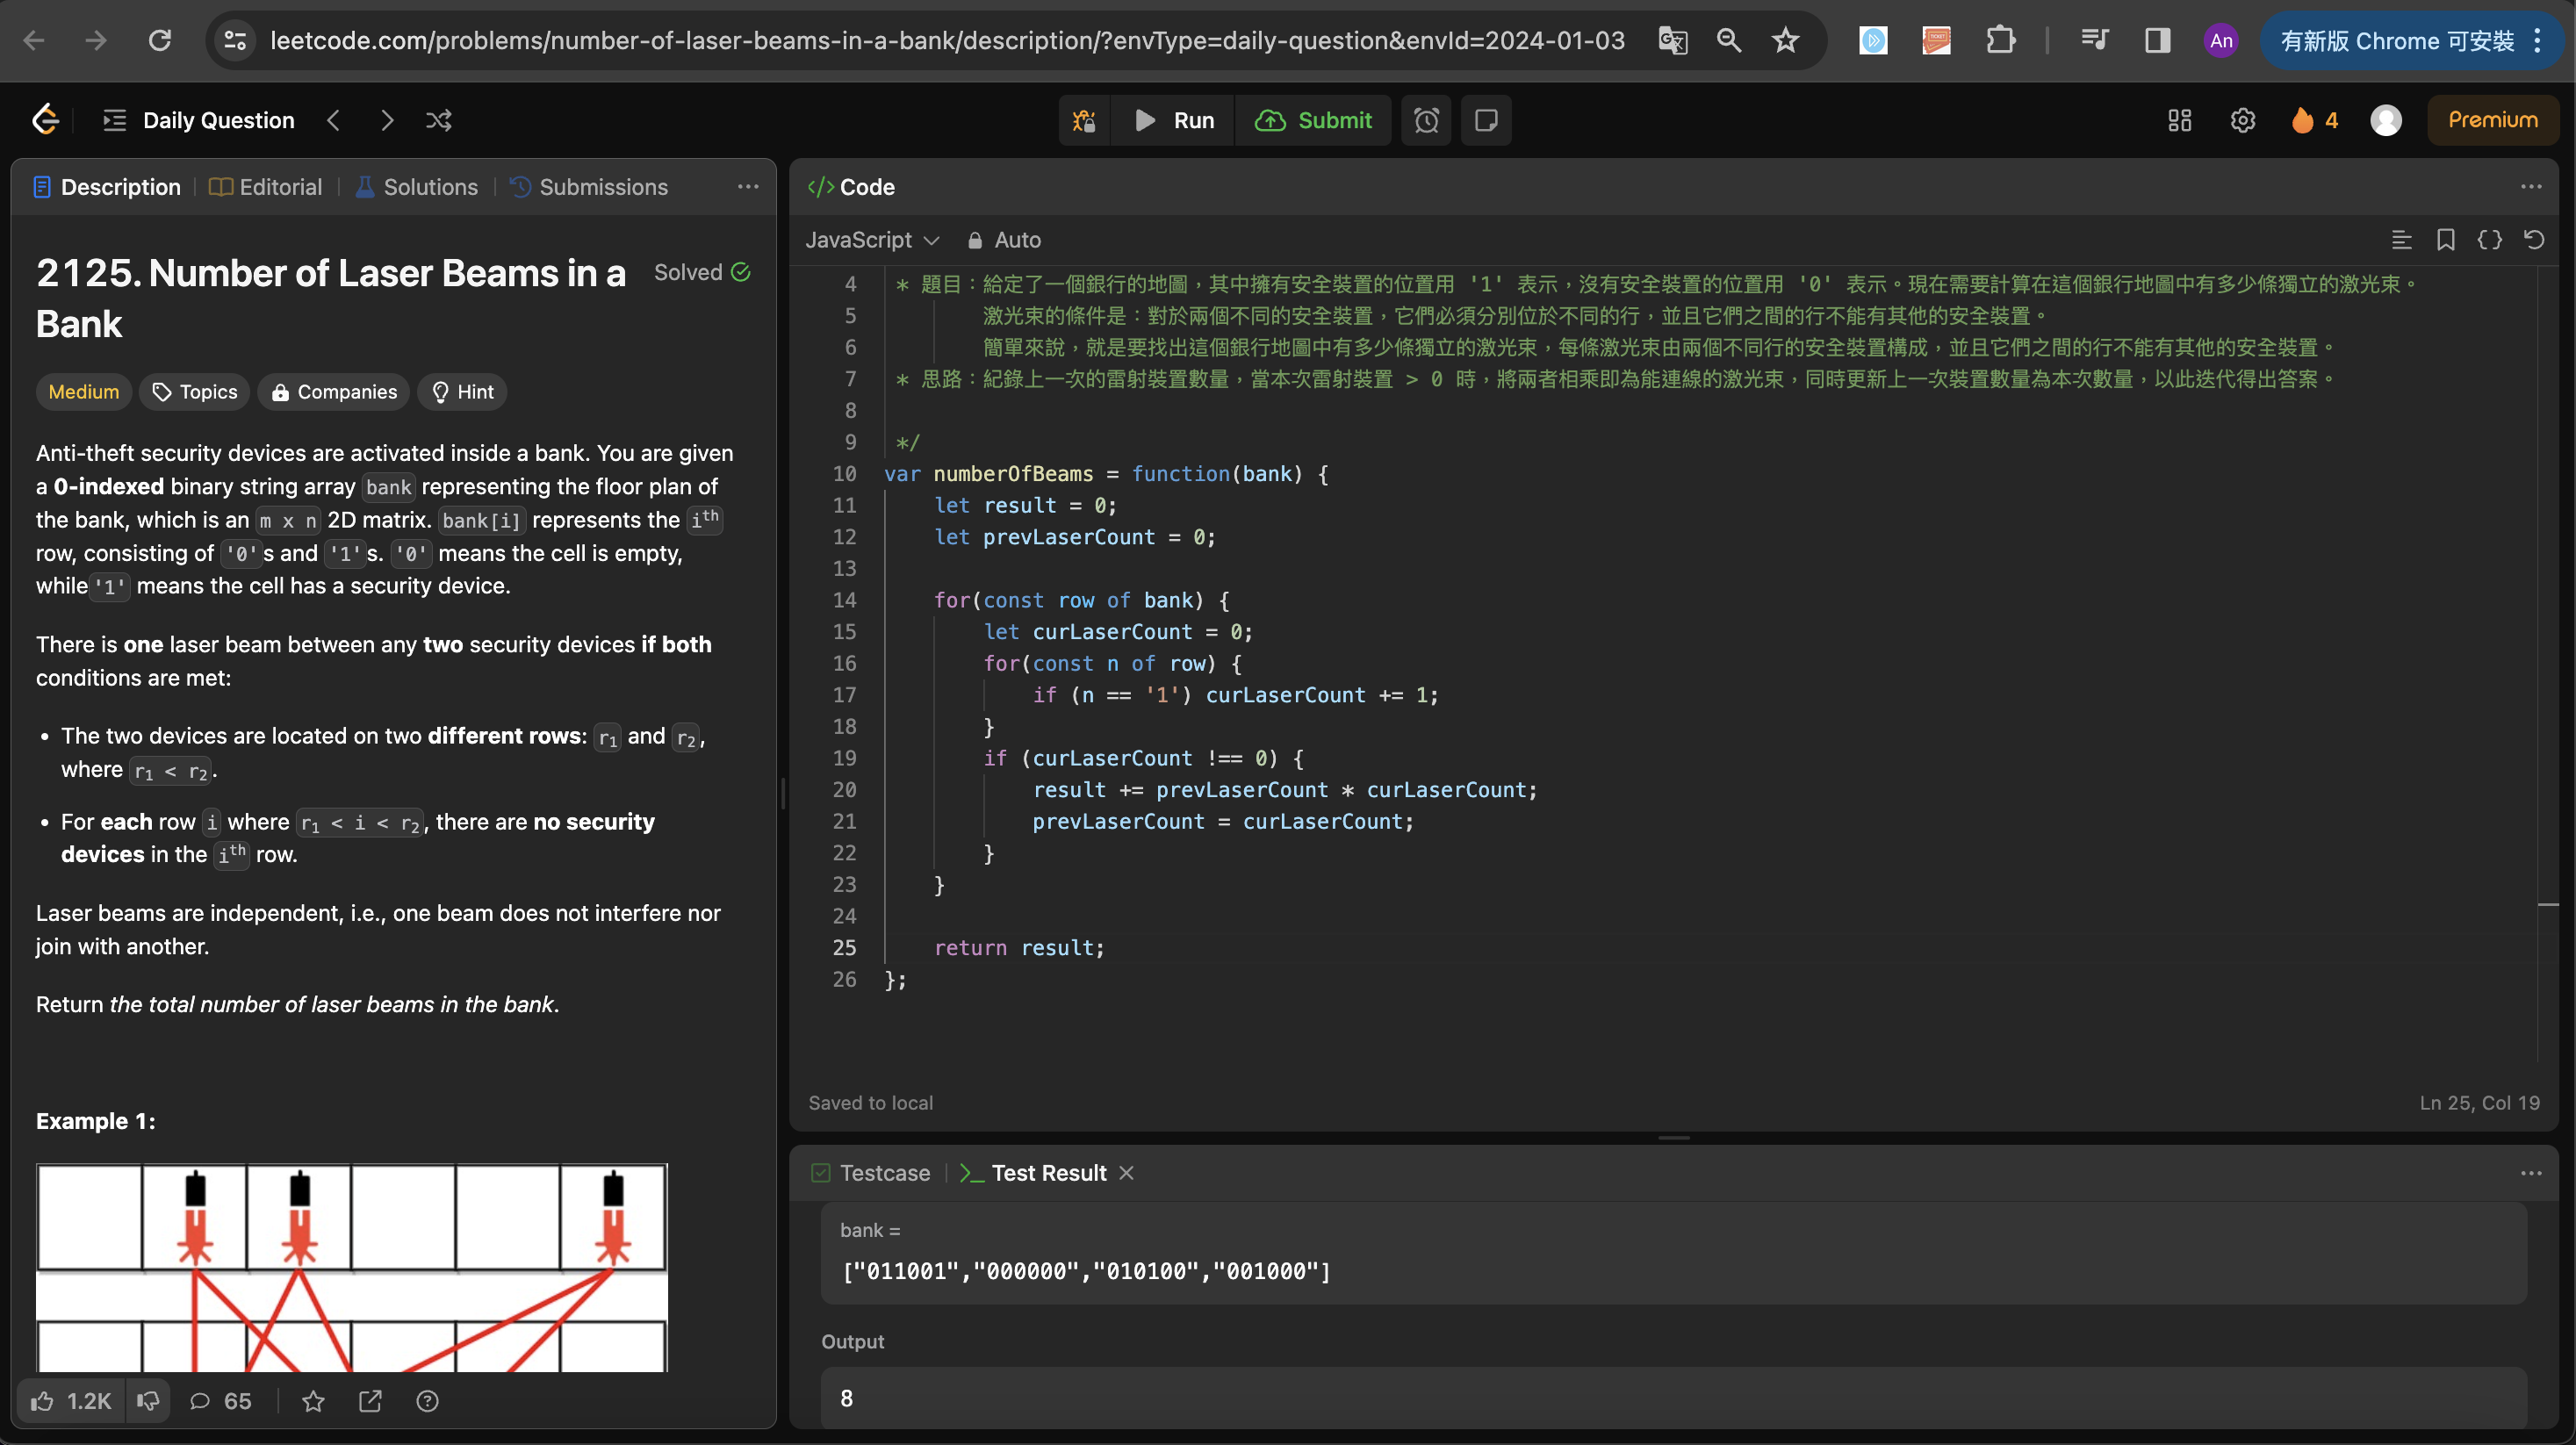 leetcode.com/problems/number-of-laser-beams-in-a-bank/description/?envType=daily-question&envId=2024-01-03
An
有新版 Chrome 可安裝
Daily Question
Run
Submit
4
Premium
Description
Editorial
Solutions
Submissions
2125. Number of Laser Beams in a
Bank
Solved
Medium
Topics
Companies
Hint
Anti-theft security devices are activated inside a bank. You are given
a 0-indexed binary string array bank representing the floor plan of
the bank, which is an m x n 2D matrix. bank[i] represents the iᵗʰ
row, consisting of '0's and '1's. '0' means the cell is empty,
while'1' means the cell has a security device.
There is one laser beam between any two security devices if both
conditions are met:
• The two devices are located on two different rows: r₁ and r₂,
where r₁ < r₂.
• For each row i where r₁ < i < r₂, there are no security
devices in the iᵗʰ row.
Laser beams are independent, i.e., one beam does not interfere nor
join with another.
Return the total number of laser beams in the bank.
Example 1:
1.2K
65
Code
JavaScript
Auto
4 * 題目：給定了一個銀行的地圖，其中擁有安全裝置的位置用 '1' 表示，沒有安全裝置的位置用 '0' 表示。現在需要計算在這個銀行地圖中有多少條獨立的激光束。
5 激光束的條件是：對於兩個不同的安全裝置，它們必須分別位於不同的行，並且它們之間的行不能有其他的安全裝置。
6 簡單來說，就是要找出這個銀行地圖中有多少條獨立的激光束，每條激光束由兩個不同行的安全裝置構成，並且它們之間的行不能有其他的安全裝置。
7 * 思路：紀錄上一次的雷射裝置數量，當本次雷射裝置 > 0 時，將兩者相乘即為能連線的激光束，同時更新上一次裝置數量為本次數量，以此迭代得出答案。
8
9 */
10 var numberOfBeams = function(bank) {
11 let result = 0;
12 let prevLaserCount = 0;
13
14 for(const row of bank) {
15 let curLaserCount = 0;
16 for(const n of row) {
17 if (n == '1') curLaserCount += 1;
18 }
19 if (curLaserCount !== 0) {
20 result += prevLaserCount * curLaserCount;
21 prevLaserCount = curLaserCount;
22 }
23 }
24
25 return result;
26 };
Saved to local
Ln 25, Col 19
Testcase
Test Result
bank =
["011001","000000","010100","001000"]
Output
8